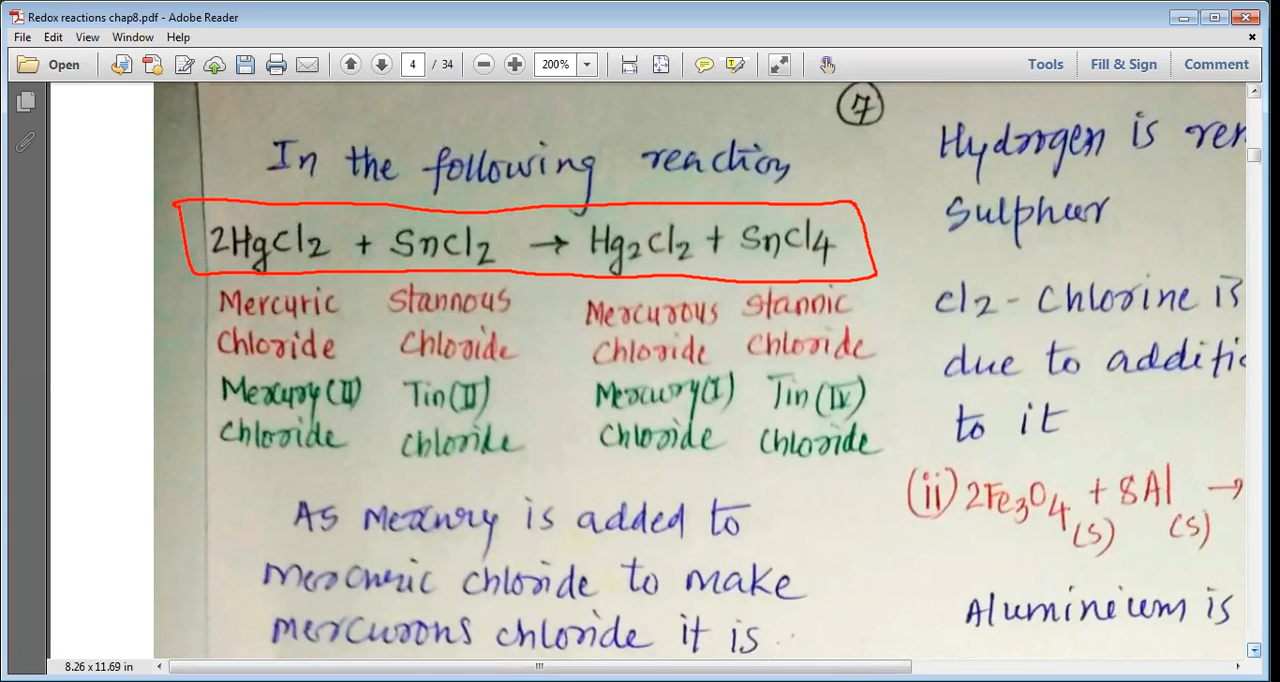 Redox reactions chap8.pdf - Adobe Reader
File Edit View Window Help
Open 4 / 34 200% Tools Fill & Sign Comment
7
In the following reaction
2HgCl2 + SnCl2 → Hg2Cl2 + SnCl4
Mercuric Stannous Mercurous Stannic
Chloride Chloride Chloride Chloride
Mercury(II) Tin(II) Mercury(I) Tin(IV)
Chloride Chloride Chloride Chloride
As Mercury is added to
Mercuric chloride to make
mercurous chloride it is
Hydrogen is rem
Sulphur
Cl2 - Chlorine is
due to additi
to it
(ii) 2Fe3O4 + 8Al →
(s) (s)
Alumineium is
8.26 x 11.69 in